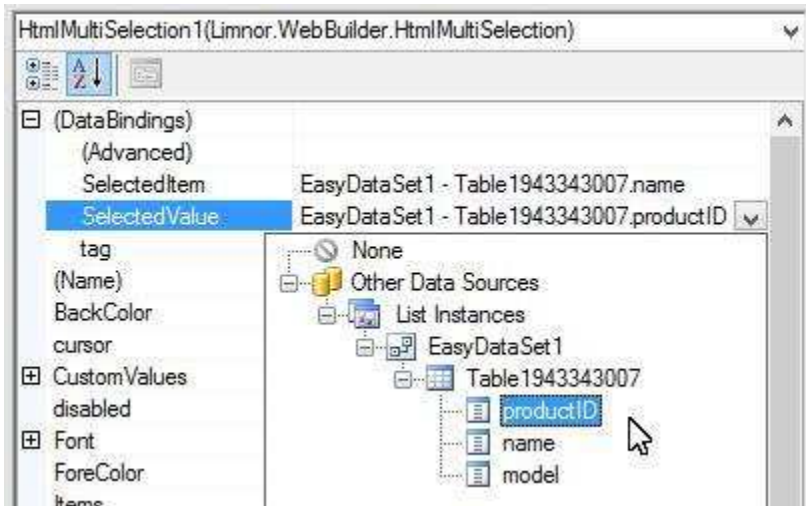 HtmlMultiSelection1(Limnor.WebBuilder.HtmlMultiSelection)
(DataBindings)
(Advanced)
SelectedItem EasyDataSet1 - Table1943343007.name
SelectedValue EasyDataSet1 - Table1943343007.productID
tag None
(Name) Other Data Sources
BackColor List Instances
cursor EasyDataSet1
CustomValues Table1943343007
disabled productID
Font name
ForeColor model
Items